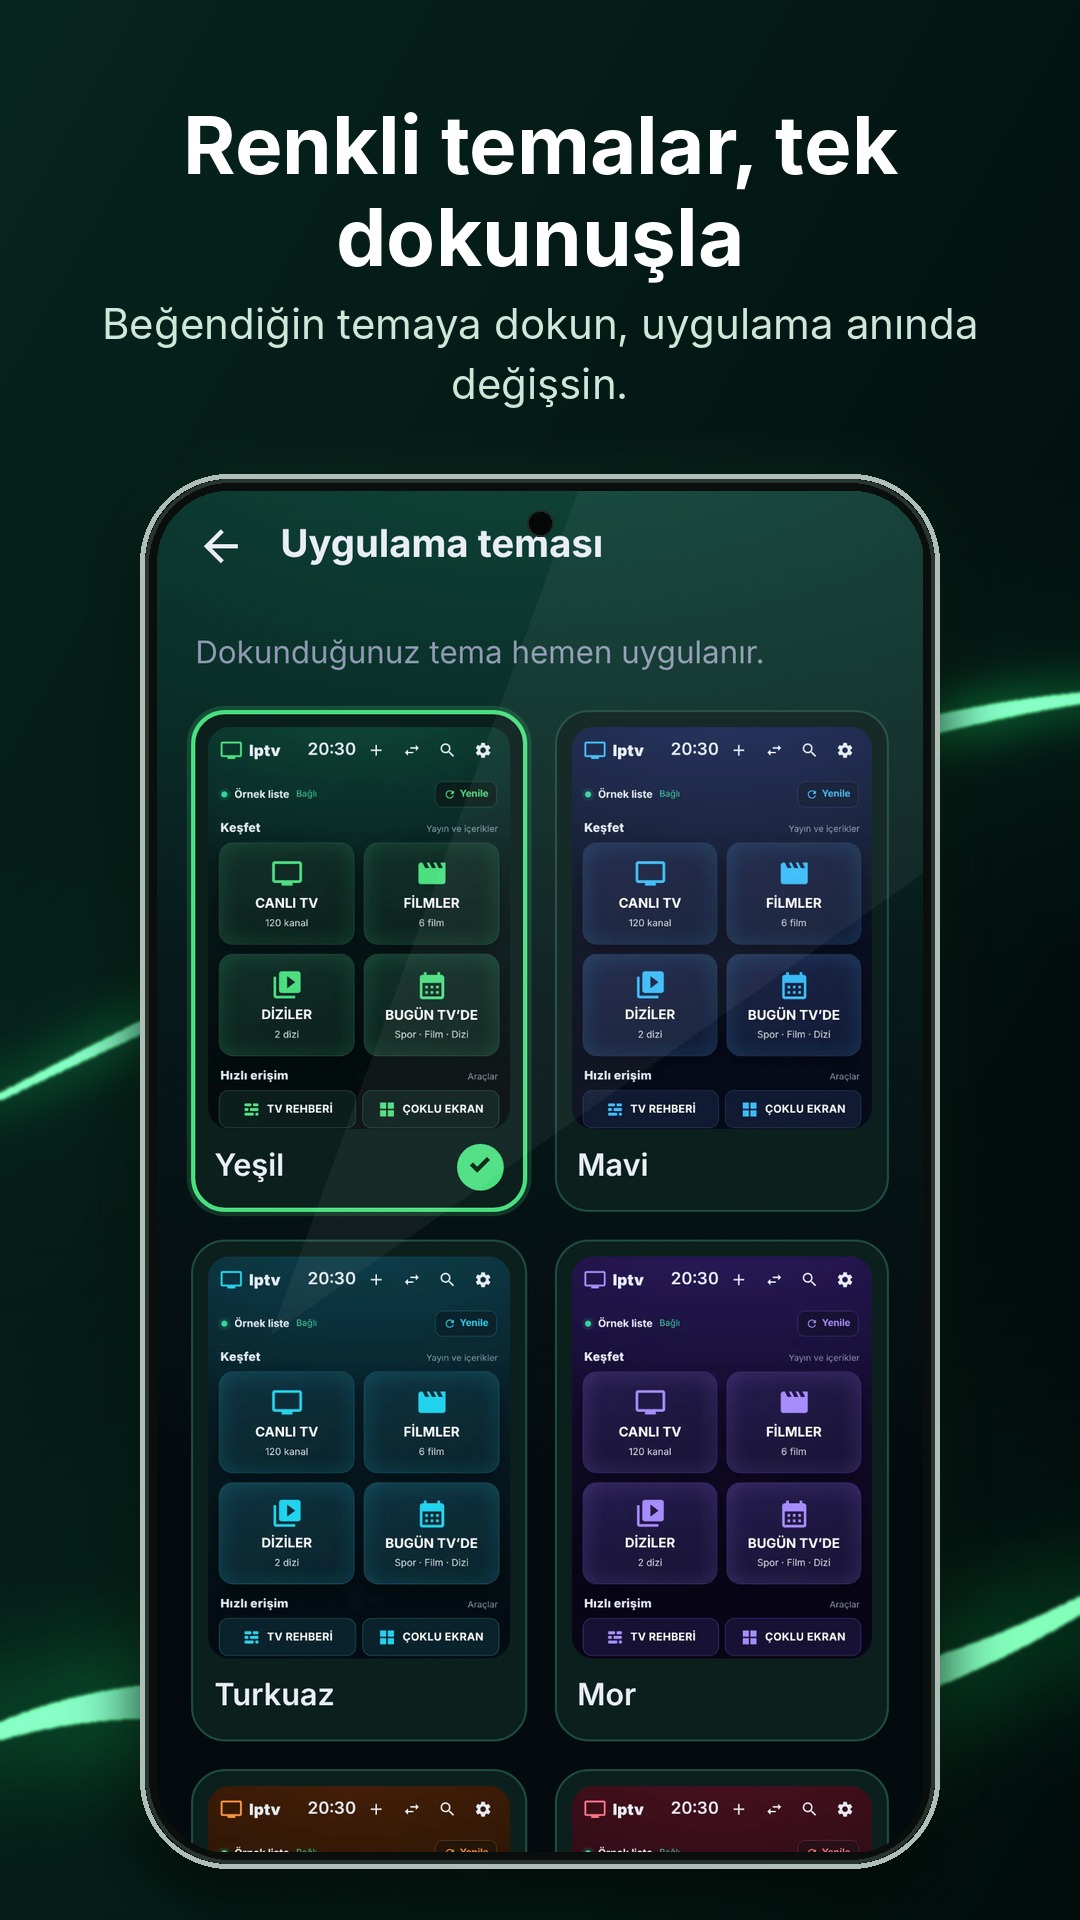 Renkli temalar, tek
dokunuşla
Beğendiğin temaya dokun, uygulama anında
değişsin.
Uygulama teması
Dokunduğunuz tema hemen uygulanır.
Iptv 20:30
Örnek liste Bağlı Yenile
Keşfet Yayın ve içerikler
CANLI TV
120 kanal
FİLMLER
6 film
DİZİLER
2 dizi
BUGÜN TV'DE
Spor · Film · Dizi
Hızlı erişim Araçlar
TV REHBERİ ÇOKLU EKRAN
Yeşil
Iptv 20:30
Örnek liste Bağlı Yenile
Keşfet Yayın ve içerikler
CANLI TV
120 kanal
FİLMLER
6 film
DİZİLER
2 dizi
BUGÜN TV'DE
Spor · Film · Dizi
Hızlı erişim Araçlar
TV REHBERİ ÇOKLU EKRAN
Mavi
Iptv 20:30
Örnek liste Bağlı Yenile
Keşfet Yayın ve içerikler
CANLI TV
120 kanal
FİLMLER
6 film
DİZİLER
2 dizi
BUGÜN TV'DE
Spor · Film · Dizi
Hızlı erişim Araçlar
TV REHBERİ ÇOKLU EKRAN
Turkuaz
Iptv 20:30
Örnek liste Bağlı Yenile
Keşfet Yayın ve içerikler
CANLI TV
120 kanal
FİLMLER
6 film
DİZİLER
2 dizi
BUGÜN TV'DE
Spor · Film · Dizi
Hızlı erişim Araçlar
TV REHBERİ ÇOKLU EKRAN
Mor
Iptv 20:30
Örnek liste Bağlı Yenile
Iptv 20:30
Örnek liste Bağlı Yenile